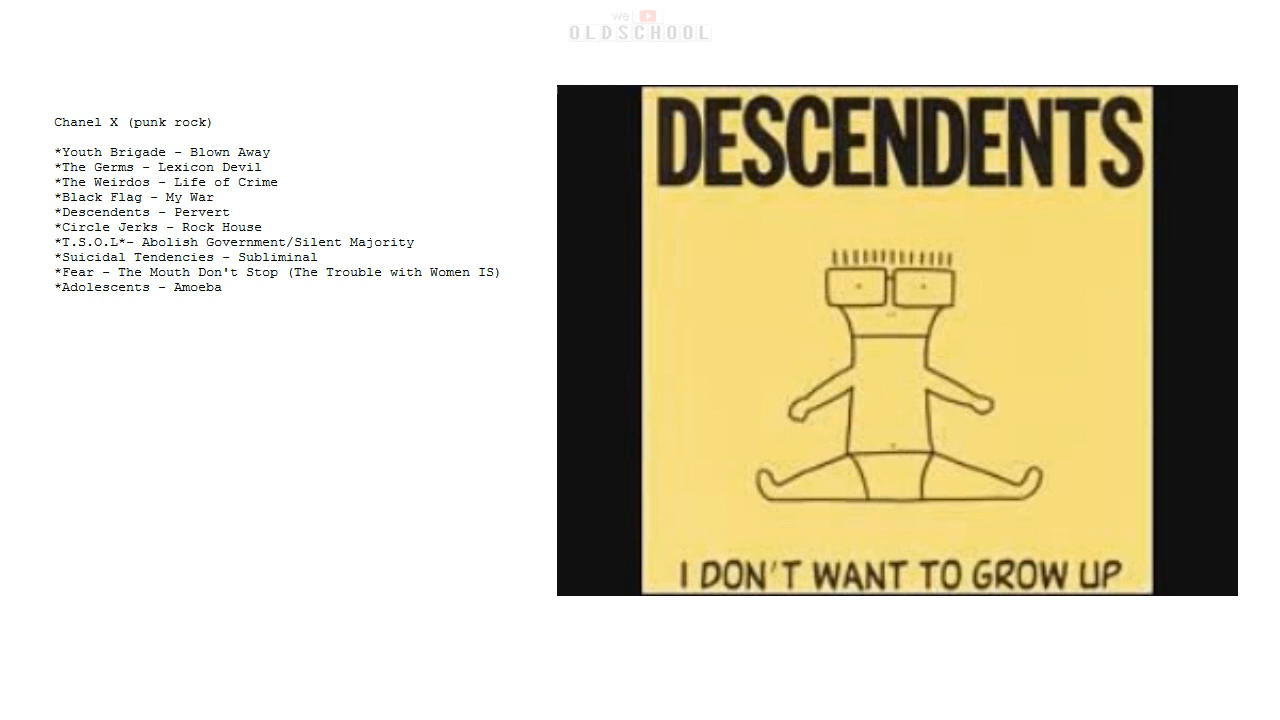 we
OLDSCHOOL
Chanel X (punk rock)
*Youth Brigade - Blown Away
*The Germs - Lexicon Devil
*The Weirdos - Life of Crime
*Black Flag - My War
*Descendents - Pervert
*Circle Jerks - Rock House
*T.S.O.L*- Abolish Government/Silent Majority
*Suicidal Tendencies - Subliminal
*Fear - The Mouth Don't Stop (The Trouble with Women IS)
*Adolescents - Amoeba
DESCENDENTS
I DON'T WANT TO GROW UP